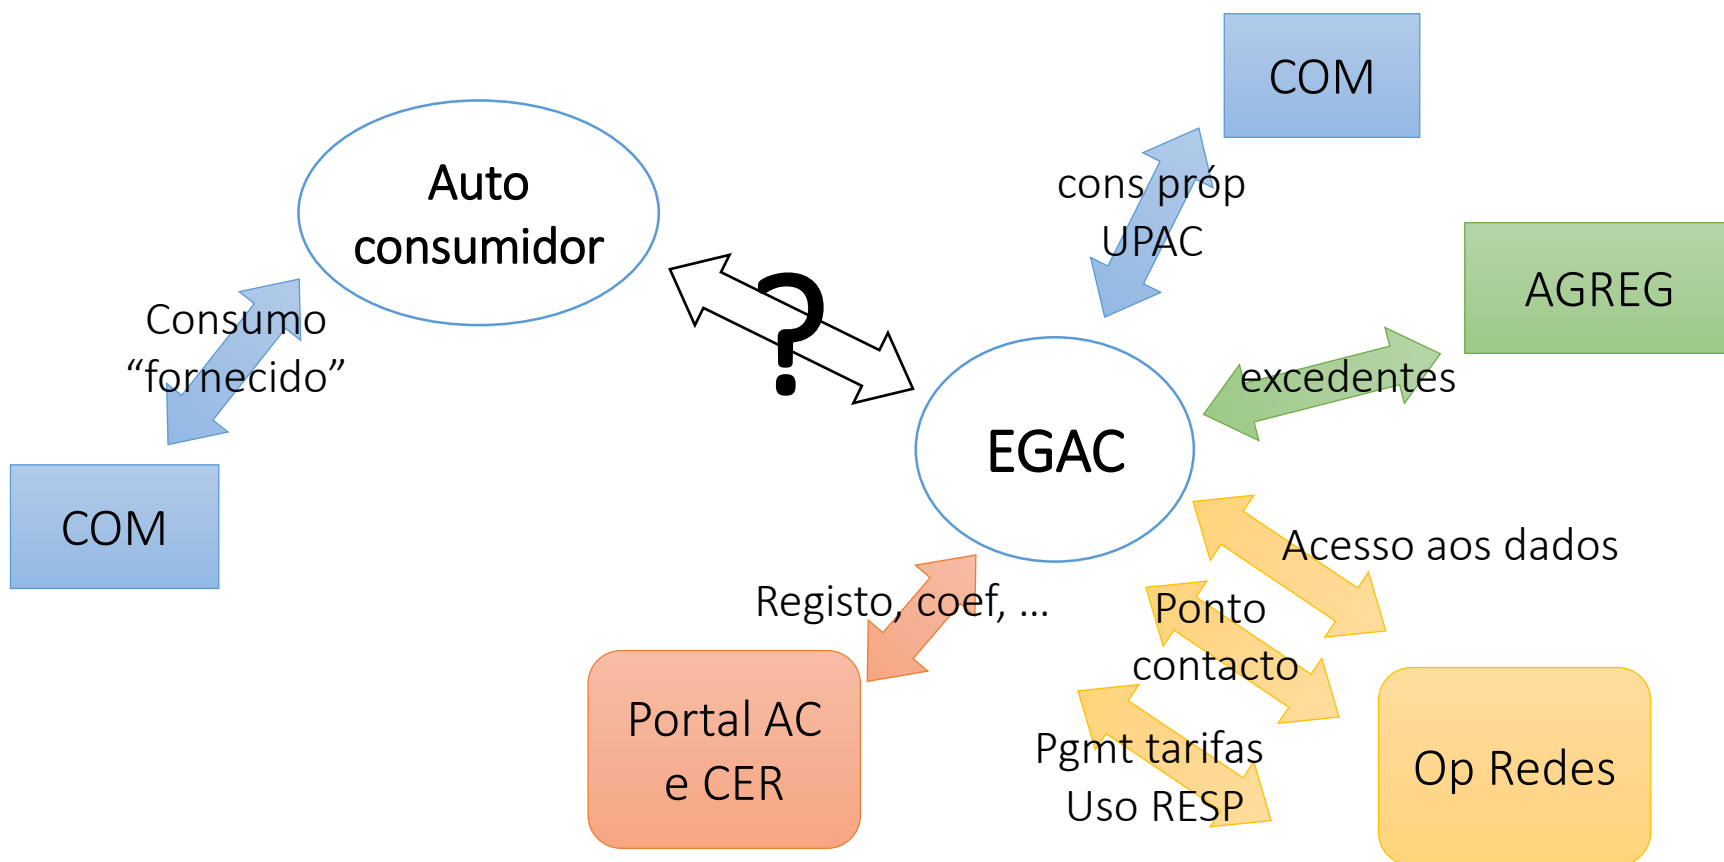 COM
Auto
consumidor
cons próp
UPAC
AGREG
Consumo
“fornecido”
?
excedentes
EGAC
COM
Acesso aos dados
Registo, coef, ...
Ponto
contacto
Portal AC
e CER
Pgmt tarifas
Uso RESP
Op Redes